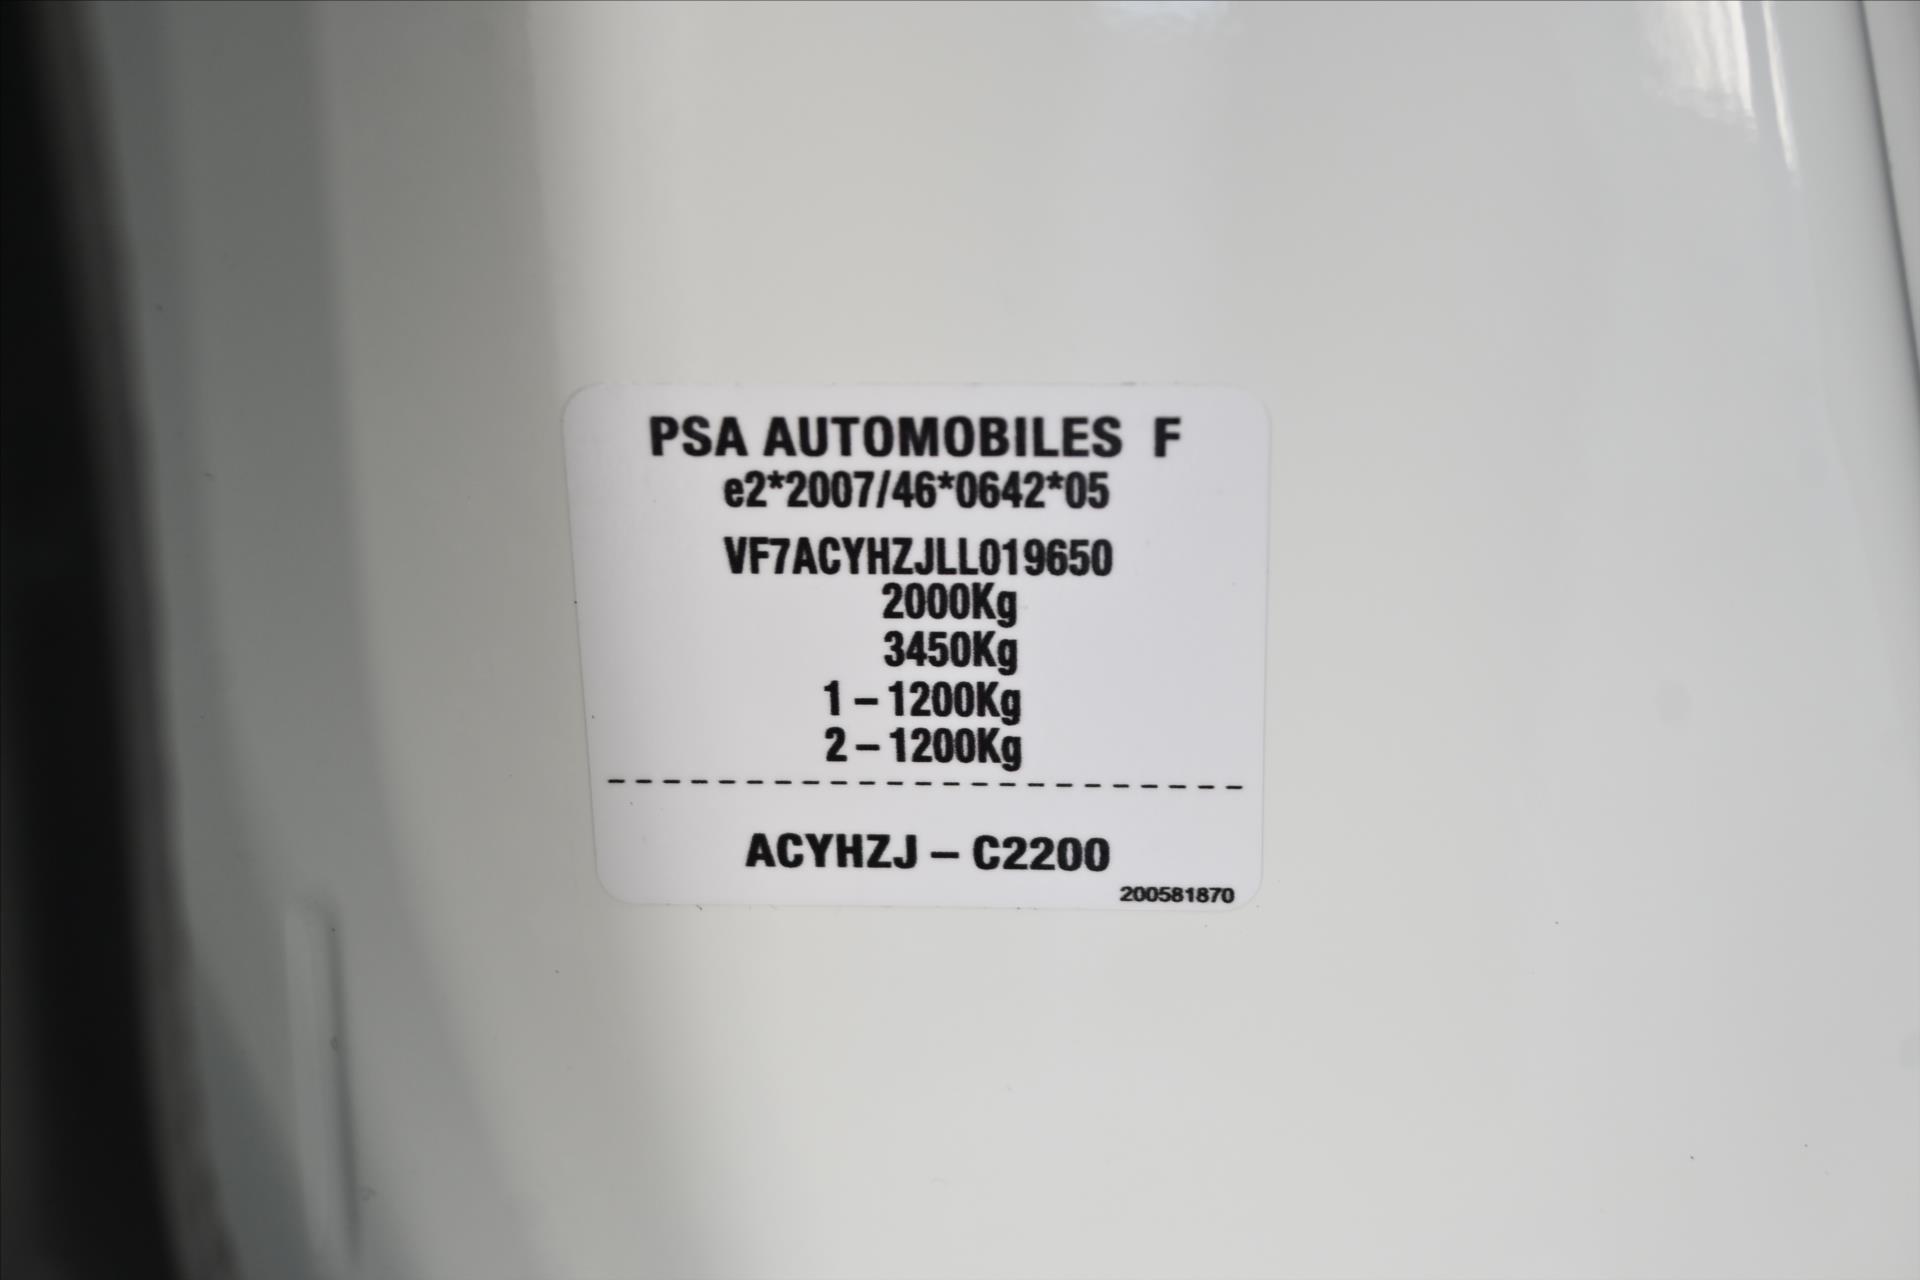 PSA AUTOMOBILES F
e2*2007/46*0642*05
VF7ACYHZJLL019650
2000Kg
3450Kg
1 – 1200Kg
2 – 1200Kg
ACYHZJ – C2200
200581870